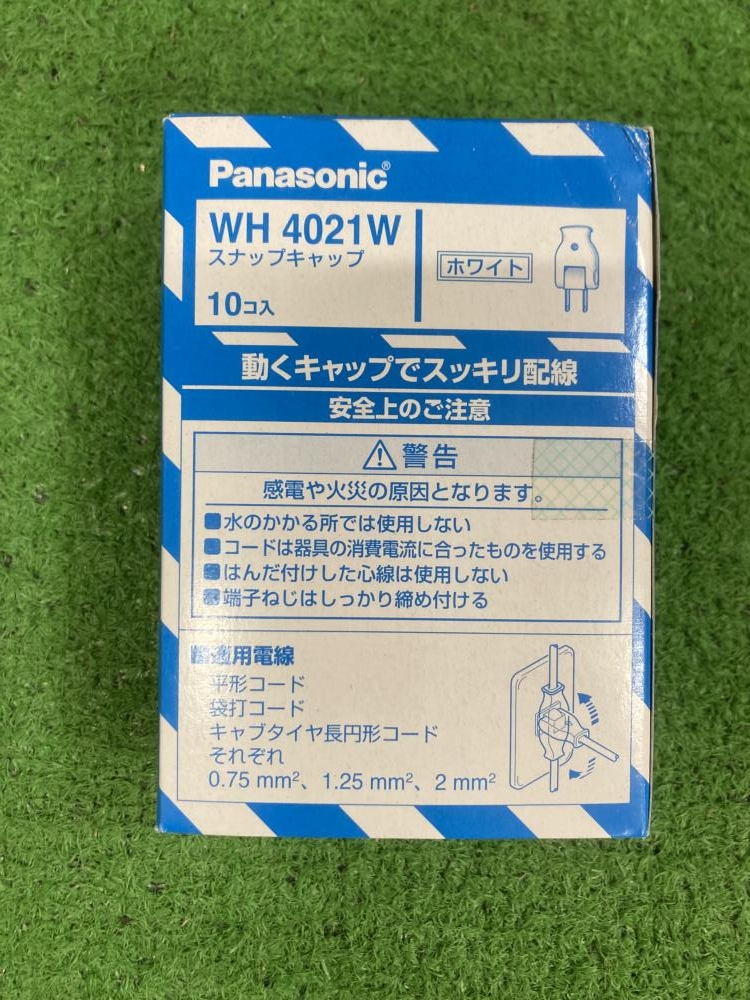 Panasonic®
WH 4021W
スナップキャップ
ホワイト
10コ入
動くキャップでスッキリ配線
安全上のご注意
⚠警告
感電や火災の原因となります。
■水のかかる所では使用しない
■コードは器具の消費電流に合ったものを使用する
■はんだ付けした心線は使用しない
■端子ねじはしっかり締め付ける
■適用電線
平形コード
袋打コード
キャブタイヤ長円形コード
それぞれ
0.75 mm²、1.25 mm²、2 mm²